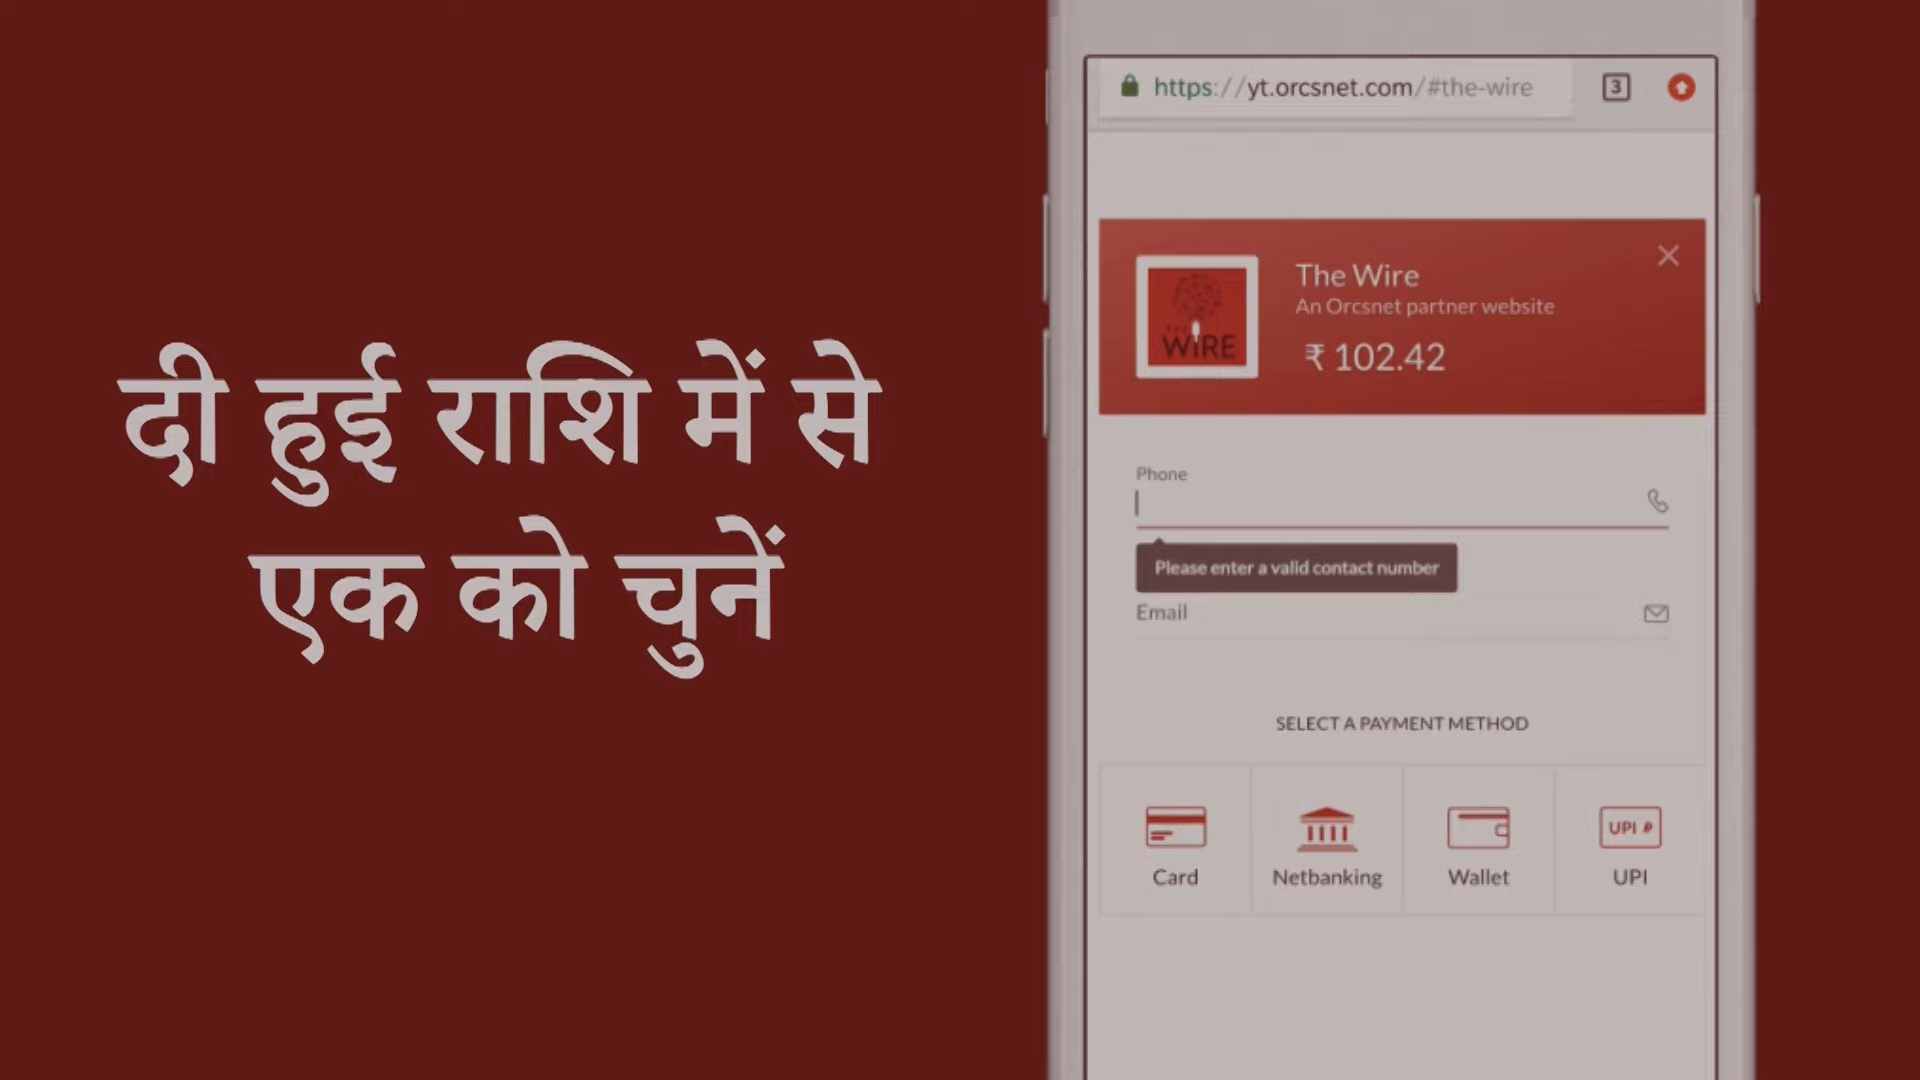 दी हुई राशि में से
एक को चुनें
https://yt.orcsnet.com/#the-wire
3
The Wire
An Orcsnet partner website
₹ 102.42
THE
WiRE
Phone
Please enter a valid contact number
Email
SELECT A PAYMENT METHOD
UPI
Card
Netbanking
Wallet
UPI